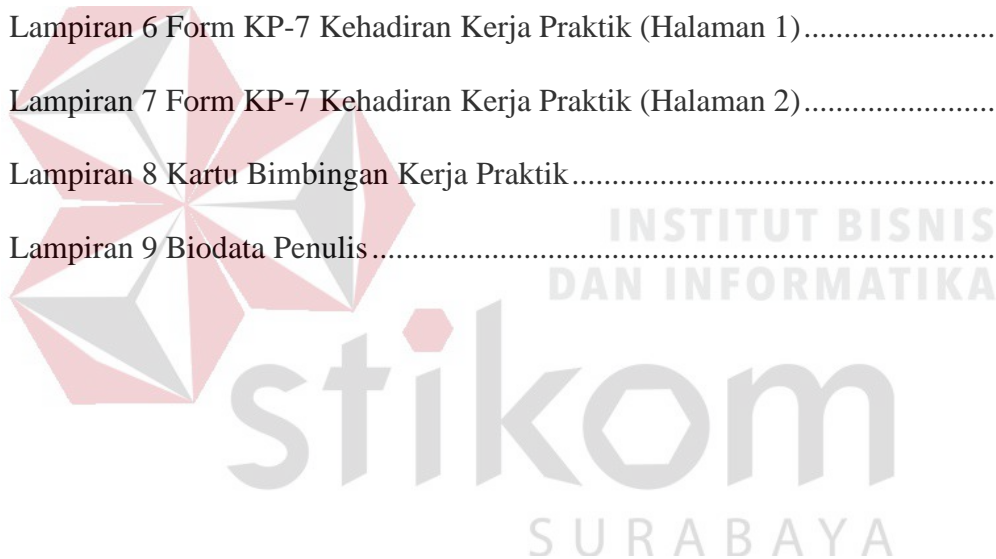 Lampiran 6 Form KP-7 Kehadiran Kerja Praktik (Halaman 1)........................
Lampiran 7 Form KP-7 Kehadiran Kerja Praktik (Halaman 2)........................
Lampiran 8 Kartu Bimbingan Kerja Praktik.....................................................
Lampiran 9 Biodata Penulis..............................................................................
INSTITUT BISNIS
DAN INFORMATIKA
stikom
SURABAYA